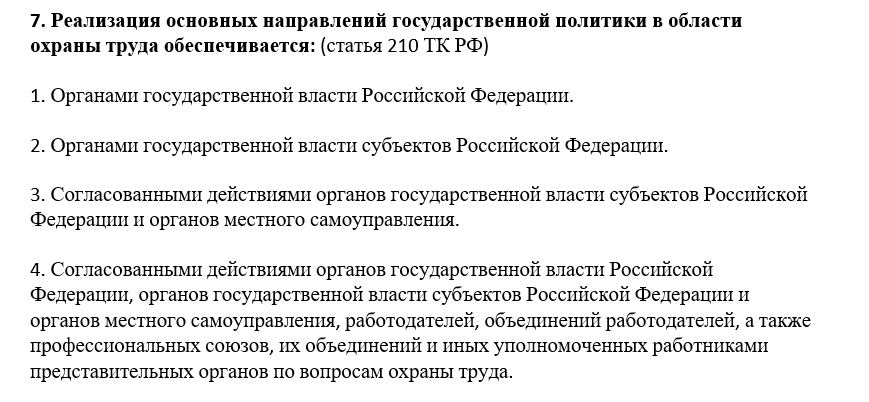 7. Реализация основных направлений государственной политики в области
охраны труда обеспечивается: (статья 210 ТК РФ)
1. Органами государственной власти Российской Федерации.
2. Органами государственной власти субъектов Российской Федерации.
3. Согласованными действиями органов государственной власти субъектов Российской
Федерации и органов местного самоуправления.
4. Согласованными действиями органов государственной власти Российской
Федерации, органов государственной власти субъектов Российской Федерации и
органов местного самоуправления, работодателей, объединений работодателей, а также
профессиональных союзов, их объединений и иных уполномоченных работниками
представительных органов по вопросам охраны труда.